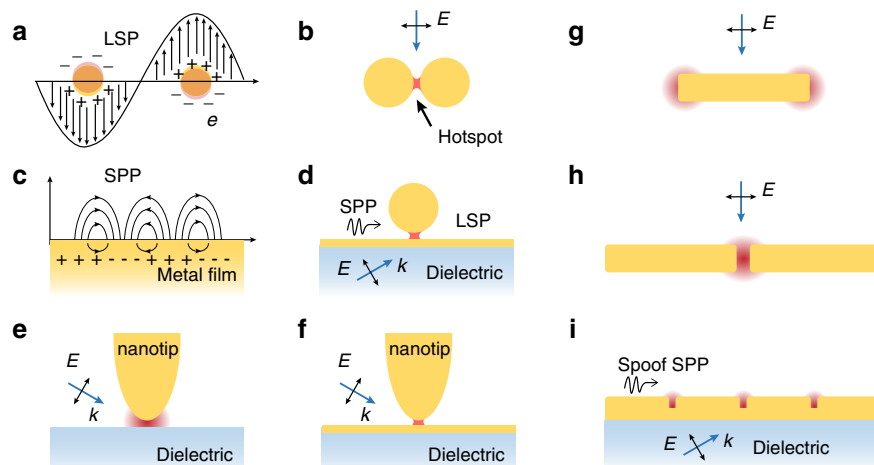 a
LSP
e
b
E
Hotspot
g
E
c
SPP
+ + + - - - + + + - - -
Metal film
d
SPP
LSP
E
k
Dielectric
h
E
e
nanotip
E
k
Dielectric
f
nanotip
E
k
Dielectric
i
Spoof SPP
E
k
Dielectric